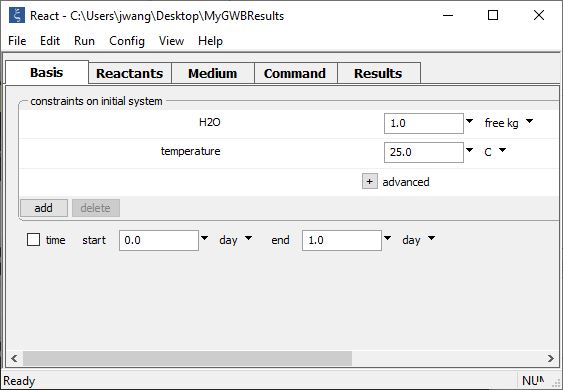 React - C:\Users\jwang\Desktop\MyGWBResults
File Edit Run Config View Help
Basis Reactants Medium Command Results
constraints on initial system
H2O 1.0 free kg
temperature 25.0 C
+ advanced
add delete
time start 0.0 day end 1.0 day
Ready NUM